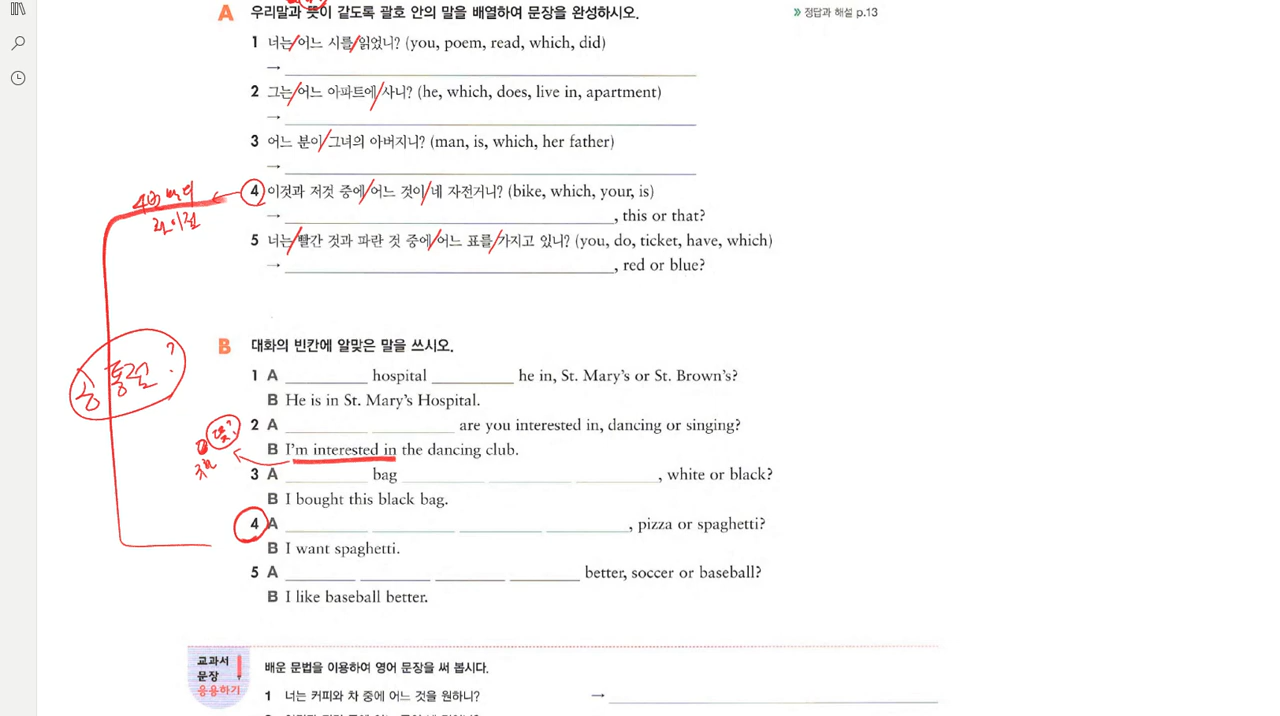 A 우리말과 뜻이 같도록 괄호 안의 말을 배열하여 문장을 완성하시오.
» 정답과 해설 p.13
1 너는 어느 시를 읽었니? (you, poem, read, which, did)
→
2 그는 어느 아파트에 사니? (he, which, does, live in, apartment)
→
3 어느 분이 그녀의 아버지니? (man, is, which, her father)
→
4 이것과 저것 중에 어느 것이 네 자전거니? (bike, which, your, is)
→ , this or that?
5 너는 빨간 것과 파란 것 중에 어느 표를 가지고 있니? (you, do, ticket, have, which)
→ , red or blue?
공통점?
B 대화의 빈칸에 알맞은 말을 쓰시오.
1 A hospital he in, St. Mary's or St. Brown's?
B He is in St. Mary's Hospital.
2 A are you interested in, dancing or singing?
B I'm interested in the dancing club.
뜻?
3 A bag , white or black?
B I bought this black bag.
4 A , pizza or spaghetti?
B I want spaghetti.
5 A better, soccer or baseball?
B I like baseball better.
교과서
문장
응용하기
배운 문법을 이용하여 영어 문장을 써 봅시다.
1 너는 커피와 차 중에 어느 것을 원하니? →